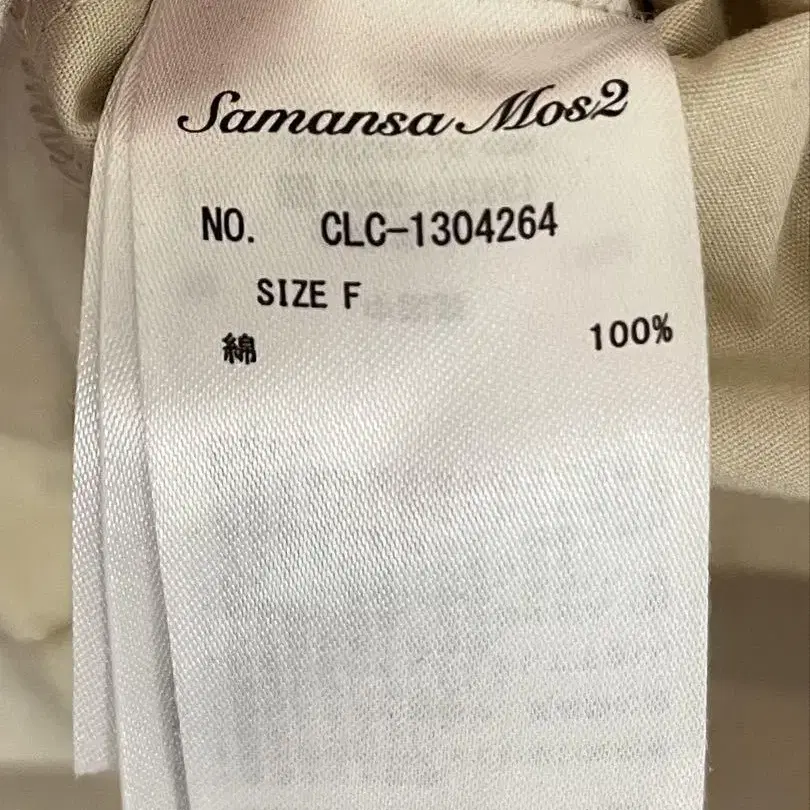 Samansa Mos2
NO. CLC-1304264
SIZE F
綿 100%